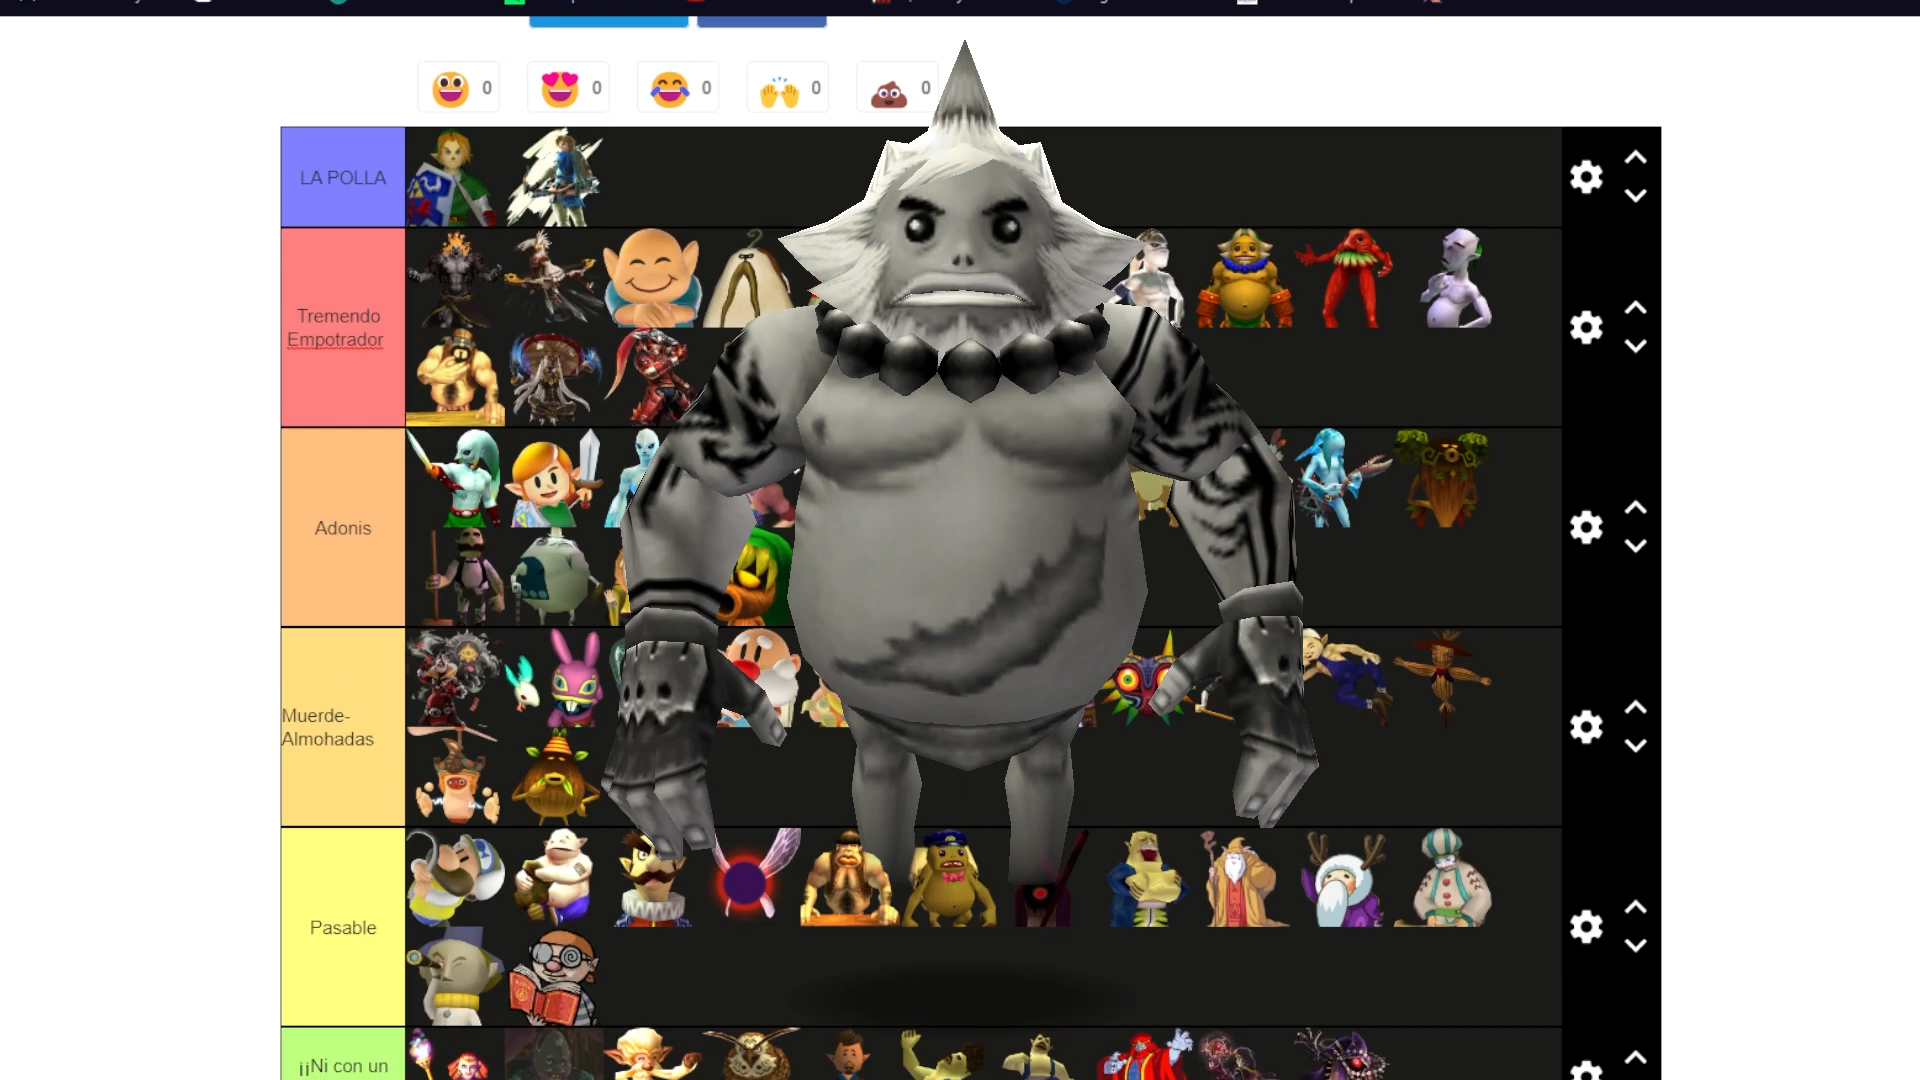 0
0
0
0
0
LA POLLA
Tremendo
Empotrador
Adonis
Muerde-
Almohadas
Pasable
¡¡Ni con un